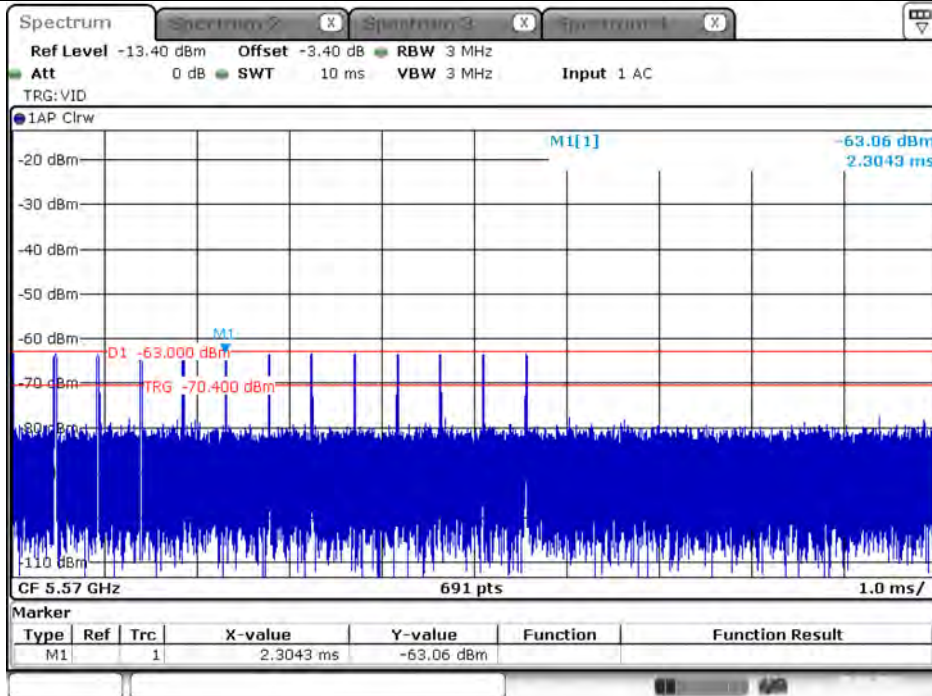 Spectrum Spectrum 2 X Spectrum 3 X Spectrum 4 X
Ref Level -13.40 dBm Offset -3.40 dB RBW 3 MHz
Att 0 dB SWT 10 ms VBW 3 MHz Input 1 AC
TRG:VID
1AP Clrw
M1[1] -63.06 dBm
2.3043 ms
-20 dBm
-30 dBm
-40 dBm
-50 dBm
-60 dBm
M1
D1 -63.000 dBm
-70 dBm
TRG -70.400 dBm
-80 dBm
-110 dBm
CF 5.57 GHz 691 pts 1.0 ms/
Marker
Type Ref Trc X-value Y-value Function Function Result
M1 1 2.3043 ms -63.06 dBm